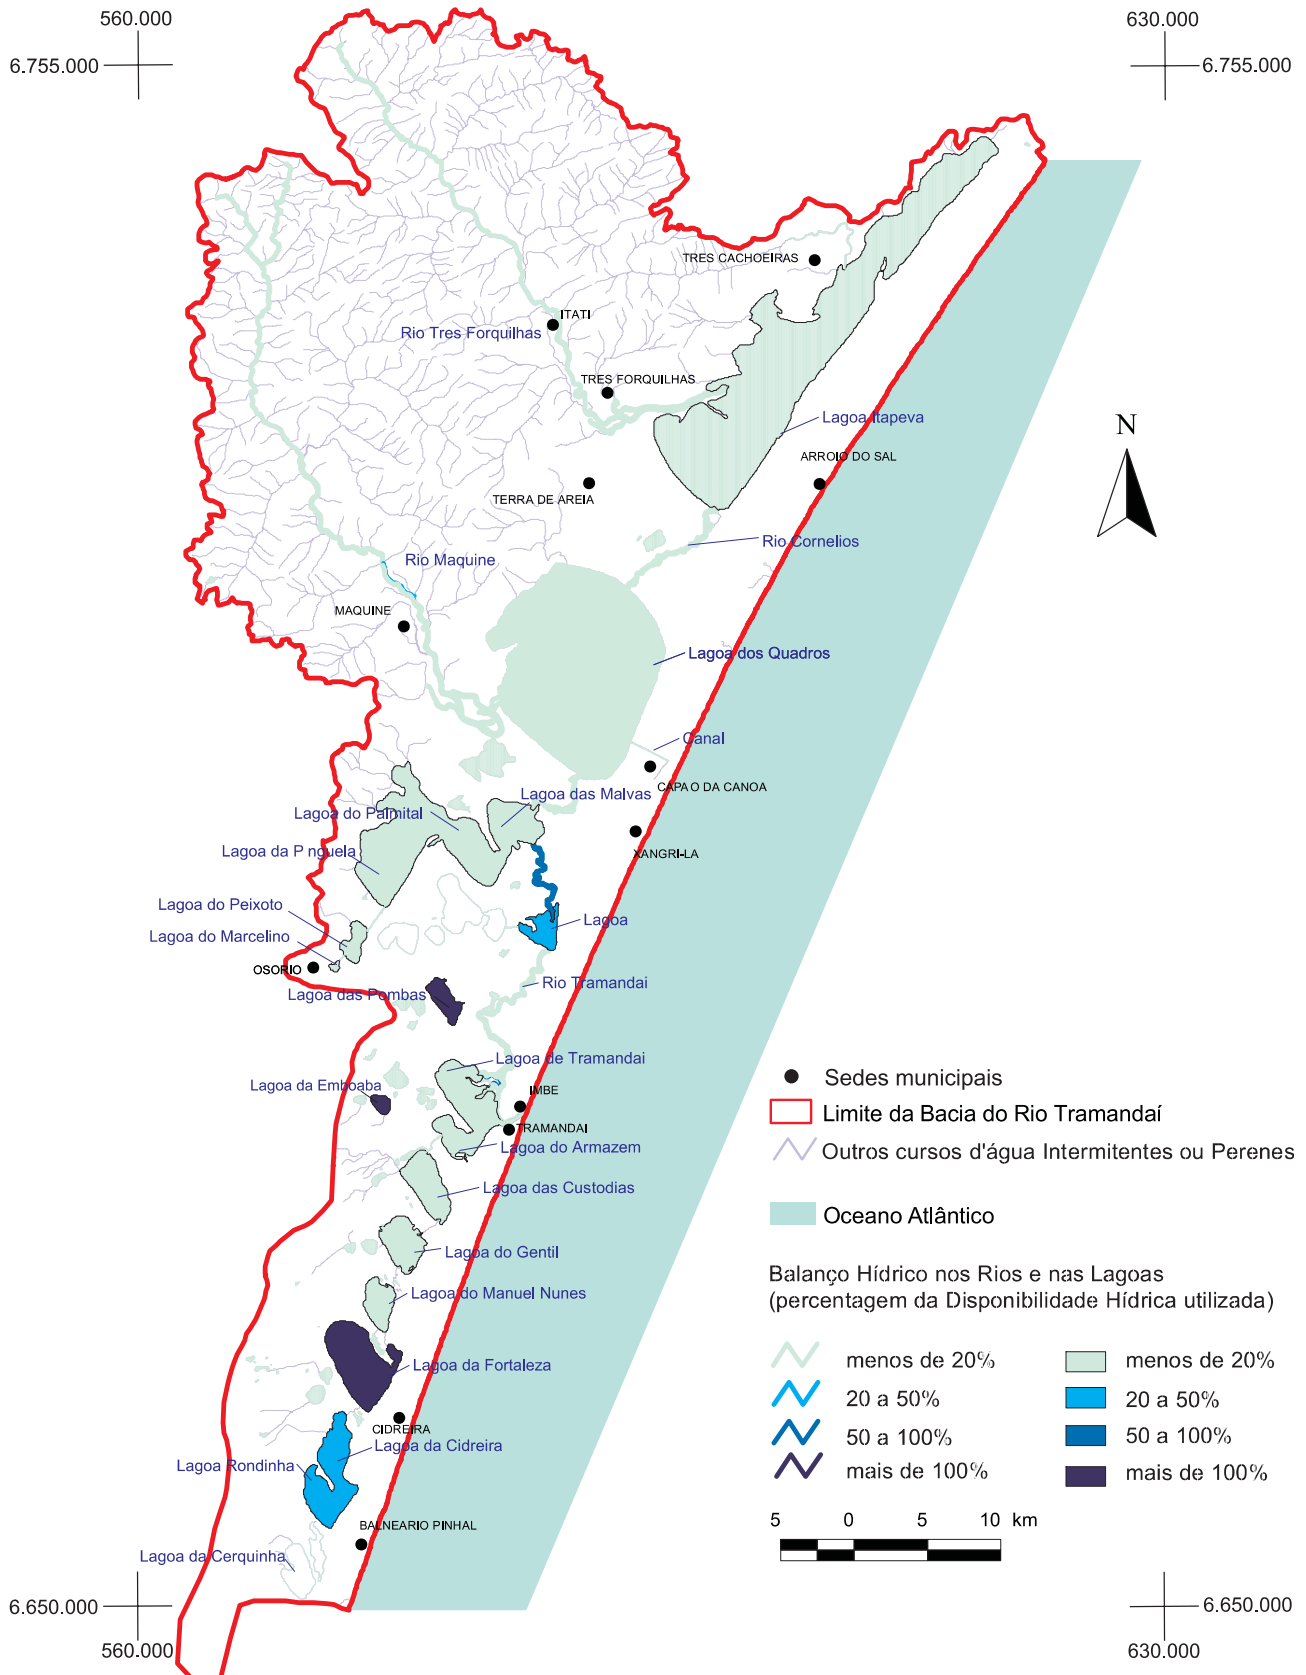 560.000
630.000
6.755.000
6.755.000
TRES CACHOEIRAS
ITATI
Rio Tres Forquilhas
TRES FORQUILHAS
Lagoa Itapeva
N
ARROIO DO SAL
TERRA DE AREIA
Rio Cornelios
Rio Maquine
MAQUINE
Lagoa dos Quadros
Canal
CAPAO DA CANOA
Lagoa das Malvas
Lagoa do Palmital
XANGRI-LA
Lagoa da P nguela
Lagoa do Peixoto
Lagoa
Lagoa do Marcelino
OSORIO
Rio Tramandai
Lagoa das Pombas
Lagoa de Tramandai
Lagoa da Emboaba
IMBE
TRAMANDAI
Lagoa do Armazem
Lagoa das Custodias
Lagoa do Gentil
Lagoa do Manuel Nunes
Lagoa da Fortaleza
CIDREIRA
Lagoa da Cidreira
Lagoa Rondinha
BALNEARIO PINHAL
Lagoa da Cerquinha
Sedes municipais
Limite da Bacia do Rio Tramandaí
Outros cursos d'água Intermitentes ou Perenes
Oceano Atlântico
Balanço Hídrico nos Rios e nas Lagoas
(percentagem da Disponibilidade Hídrica utilizada)
menos de 20% menos de 20%
20 a 50% 20 a 50%
50 a 100% 50 a 100%
mais de 100% mais de 100%
5 0 5 10 km
6.650.000
6.650.000
560.000
630.000